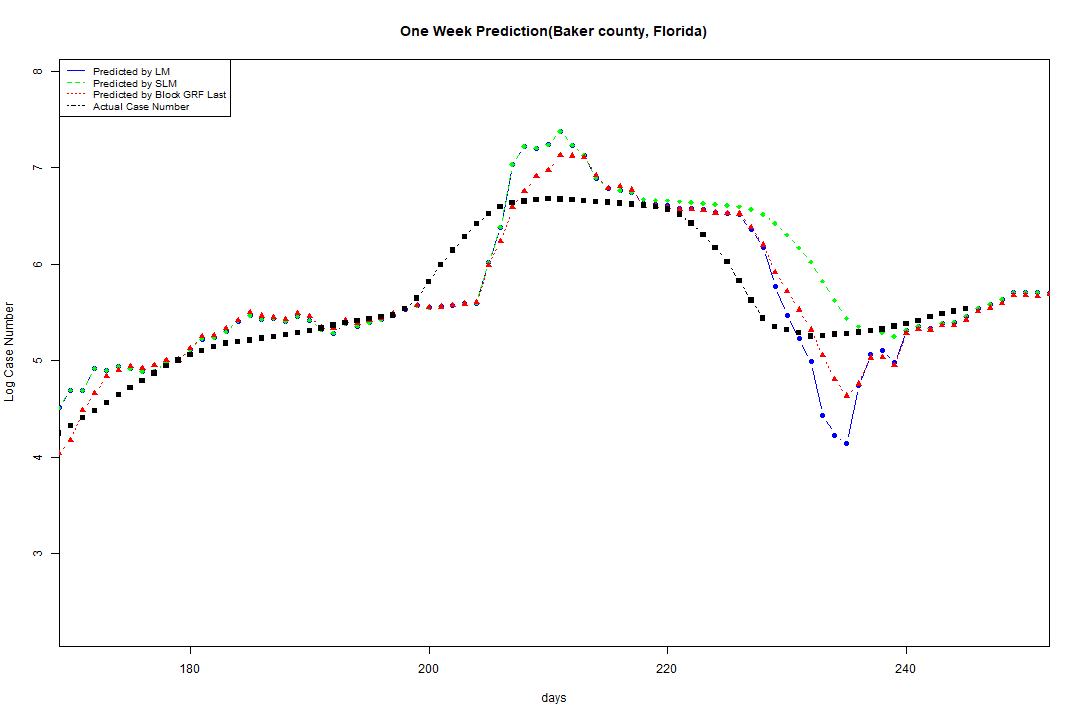 One Week Prediction(Baker county, Florida)
Predicted by LM
Predicted by SLM
Predicted by Block GRF Last
Actual Case Number
8
7
6
5
4
3
Log Case Number
180
200
220
240
days